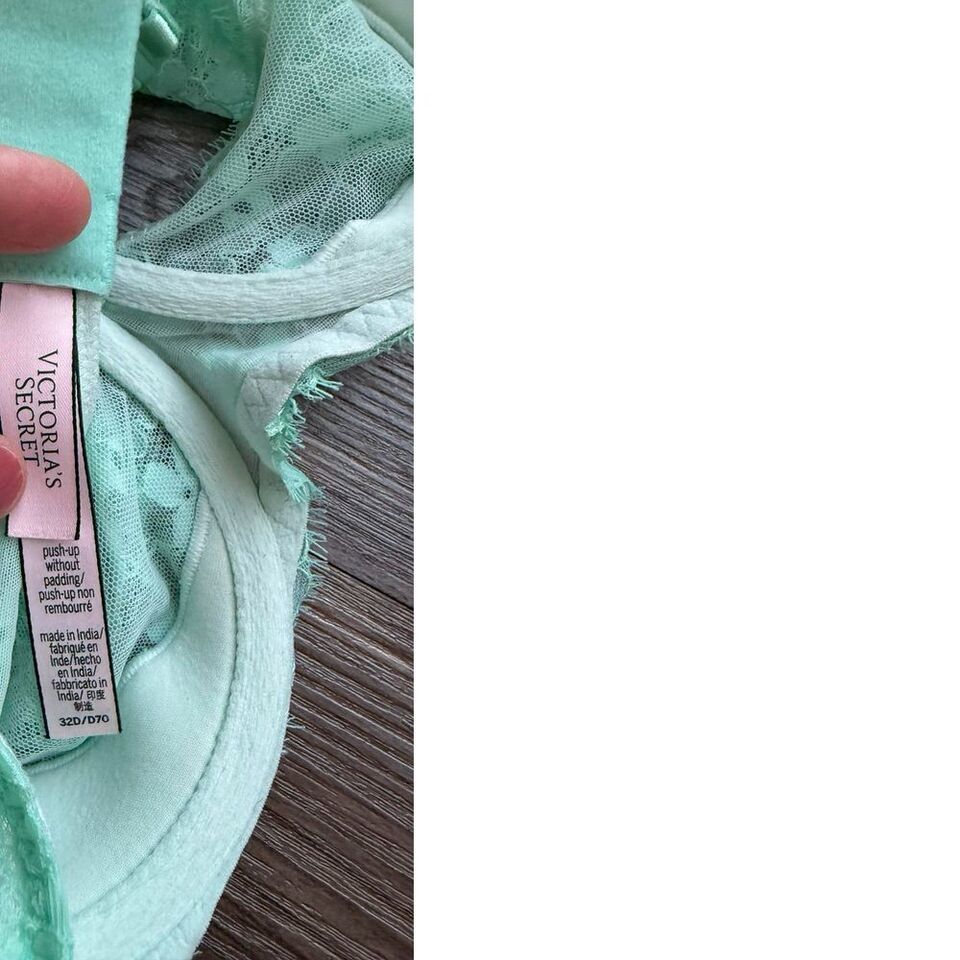 VICTORIA'S
SECRET
push-up
without
padding/
push-up non
rembourré
made in India/
fabriqué en
Inde/hecho
en India/
fabbricato in
India/ 印度
制造
32D/D70